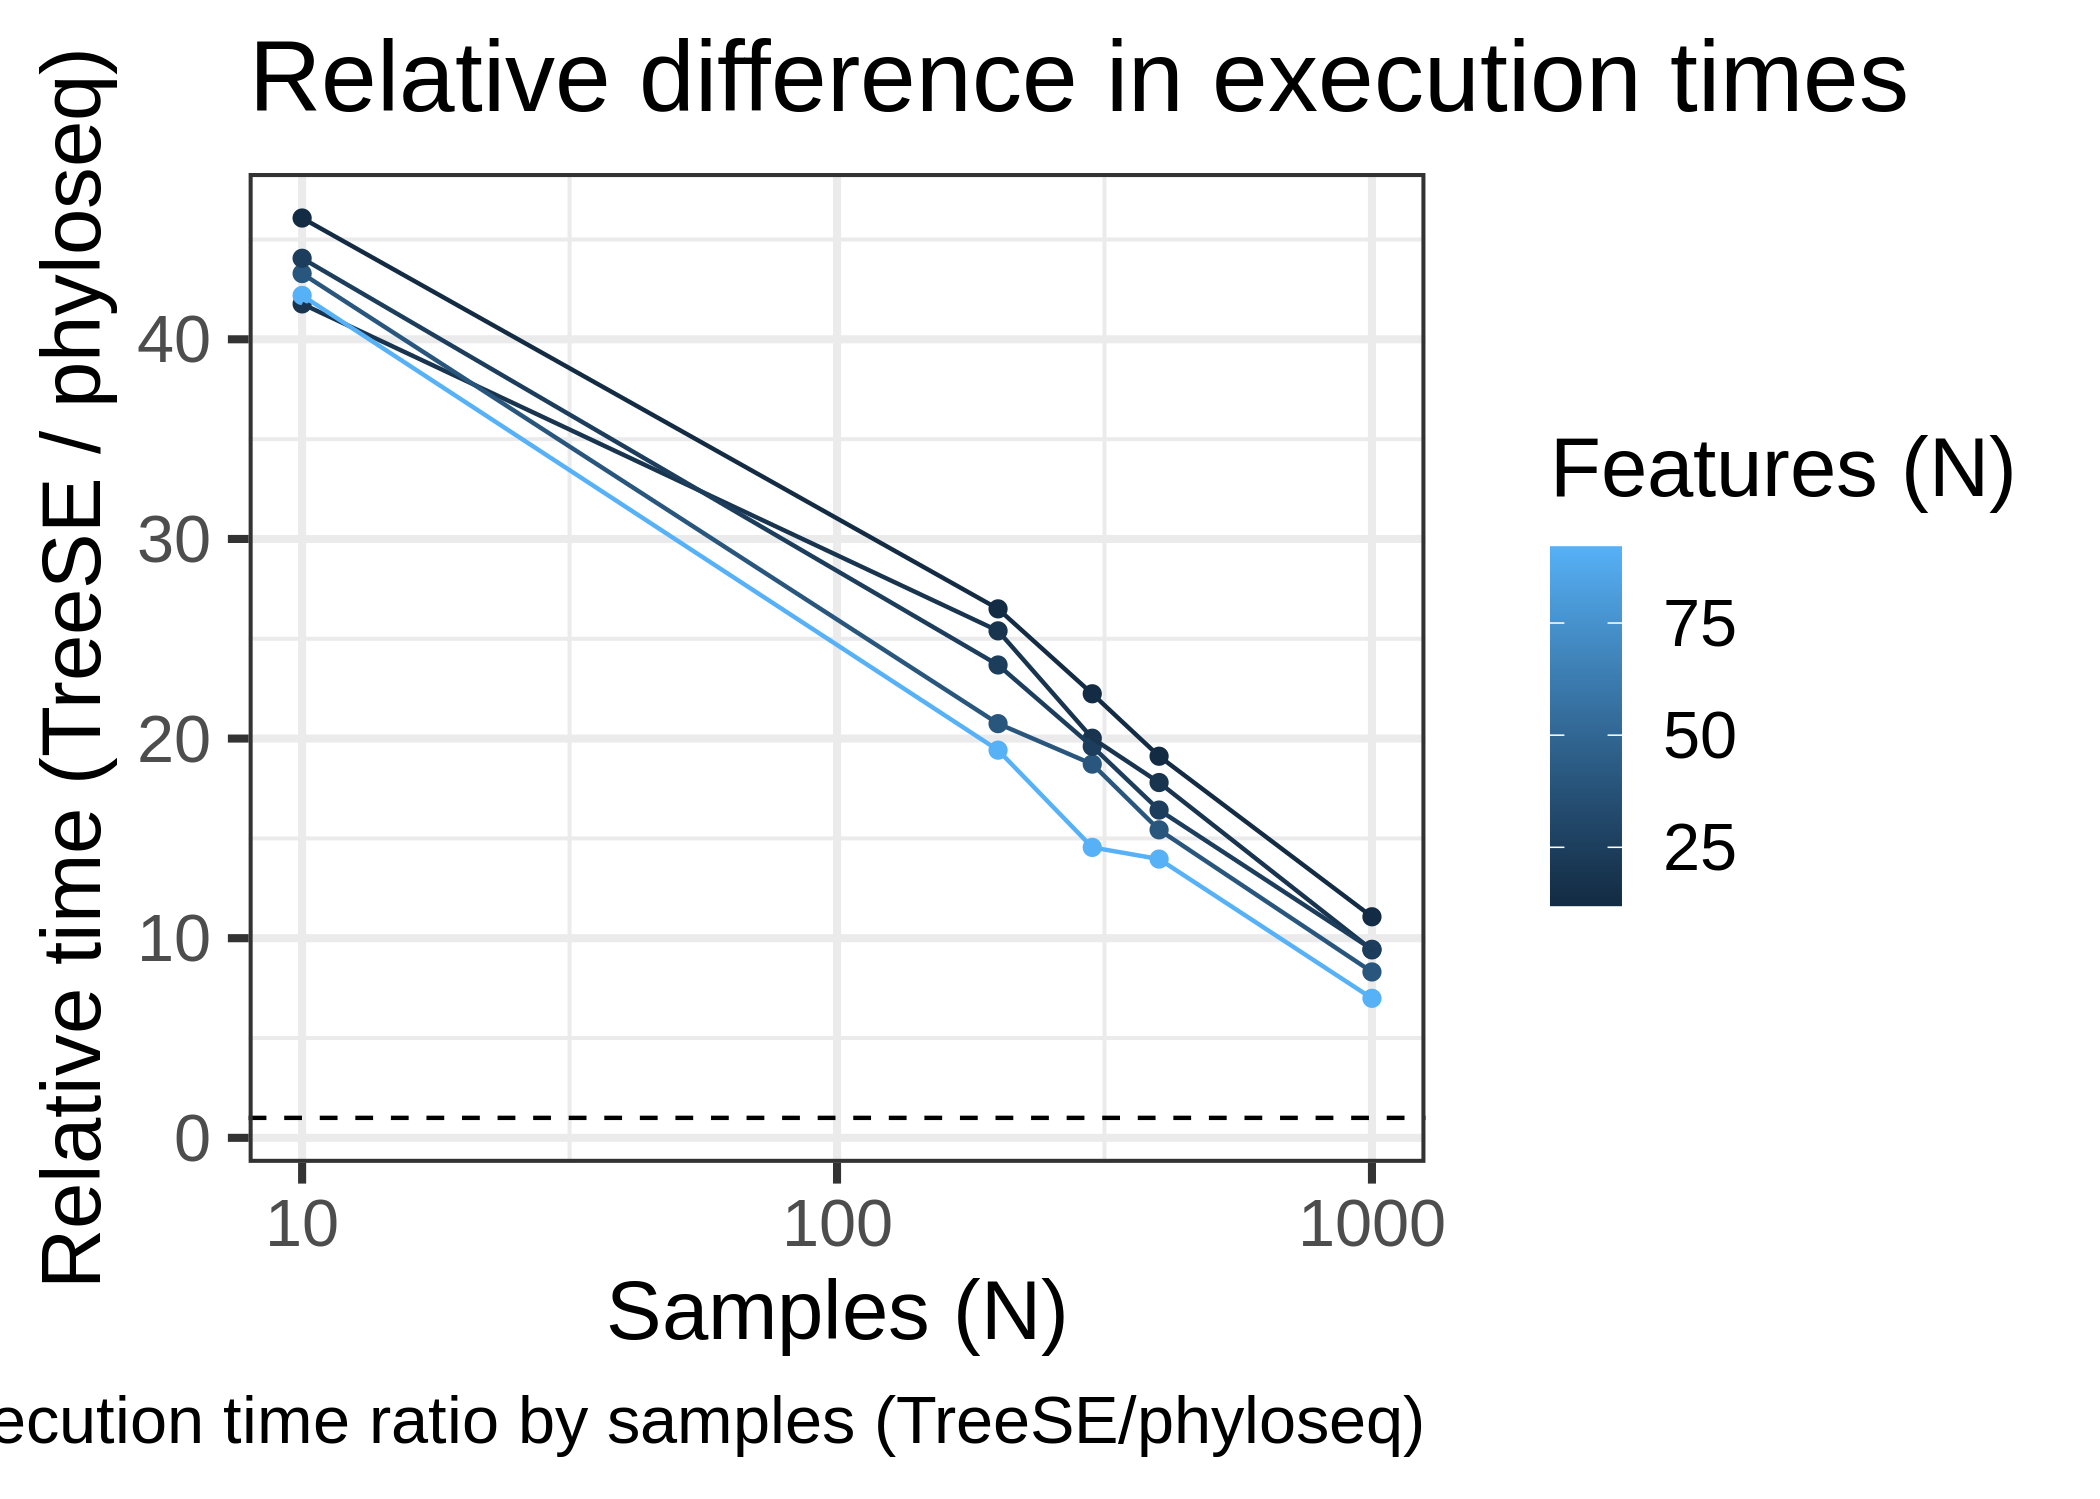 Relative difference in execution times
Relative time (TreeSE / phyloseq)
40
30
20
10
0
10 100 1000
Samples (N)
Features (N)
75
50
25
ecution time ratio by samples (TreeSE/phyloseq)